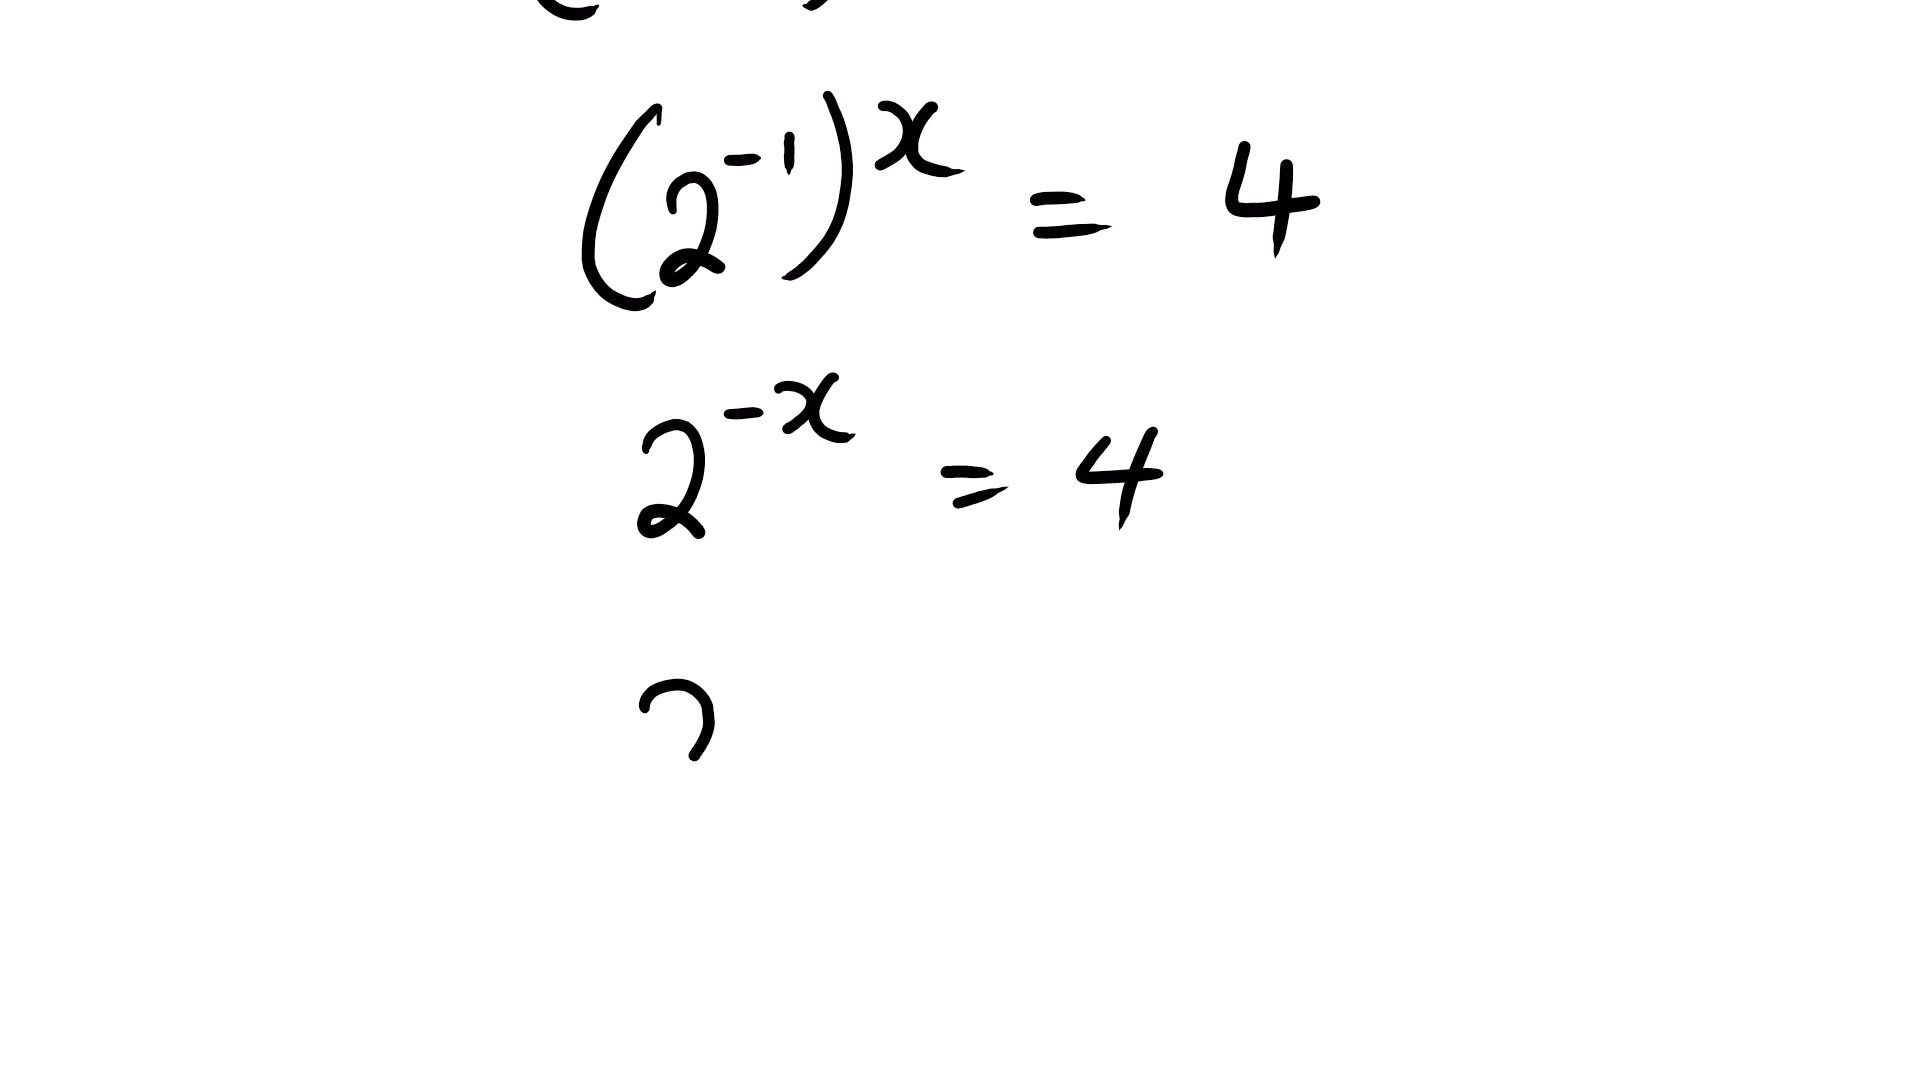 (2⁻¹)ˣ = 4
2⁻ˣ = 4